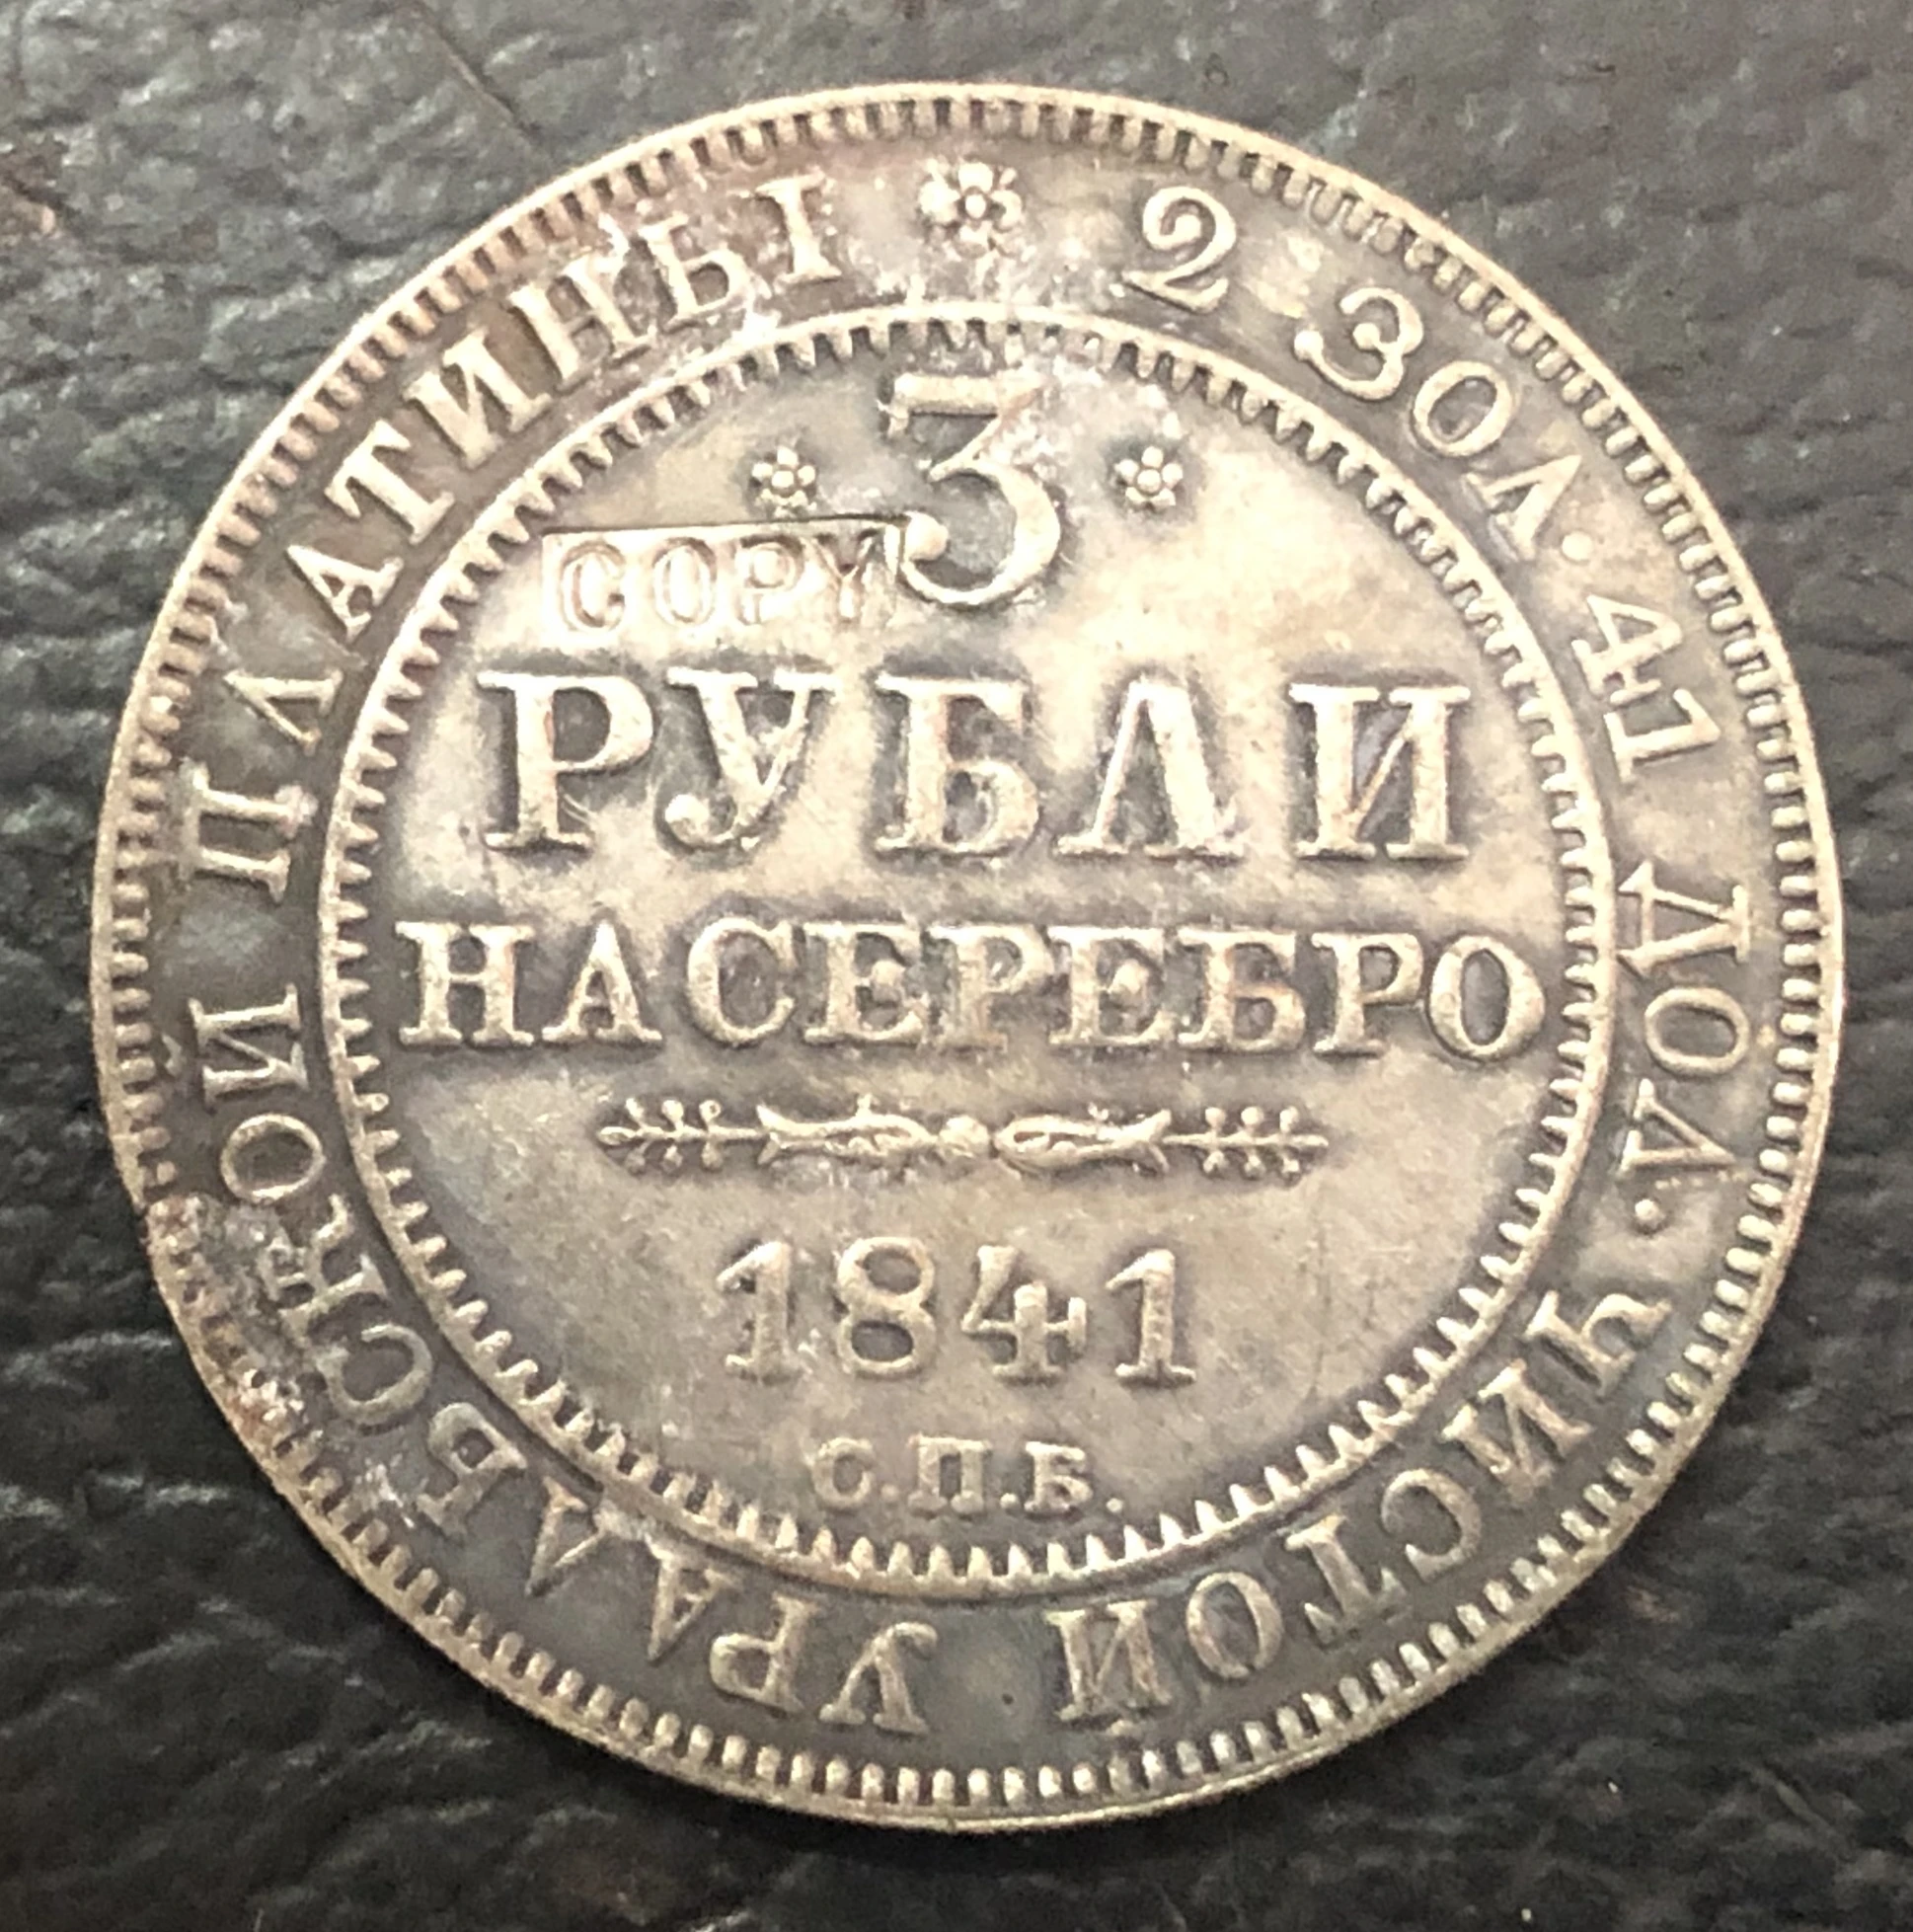 2 ЗОЛ. 41 ДОЛ. ЧИСТОЙ УРАЛЬСКОЙ ПЛАТИНЫ
3
COPY
РУБЛИ
НА СЕРЕБРО
1841
С.П.Б.